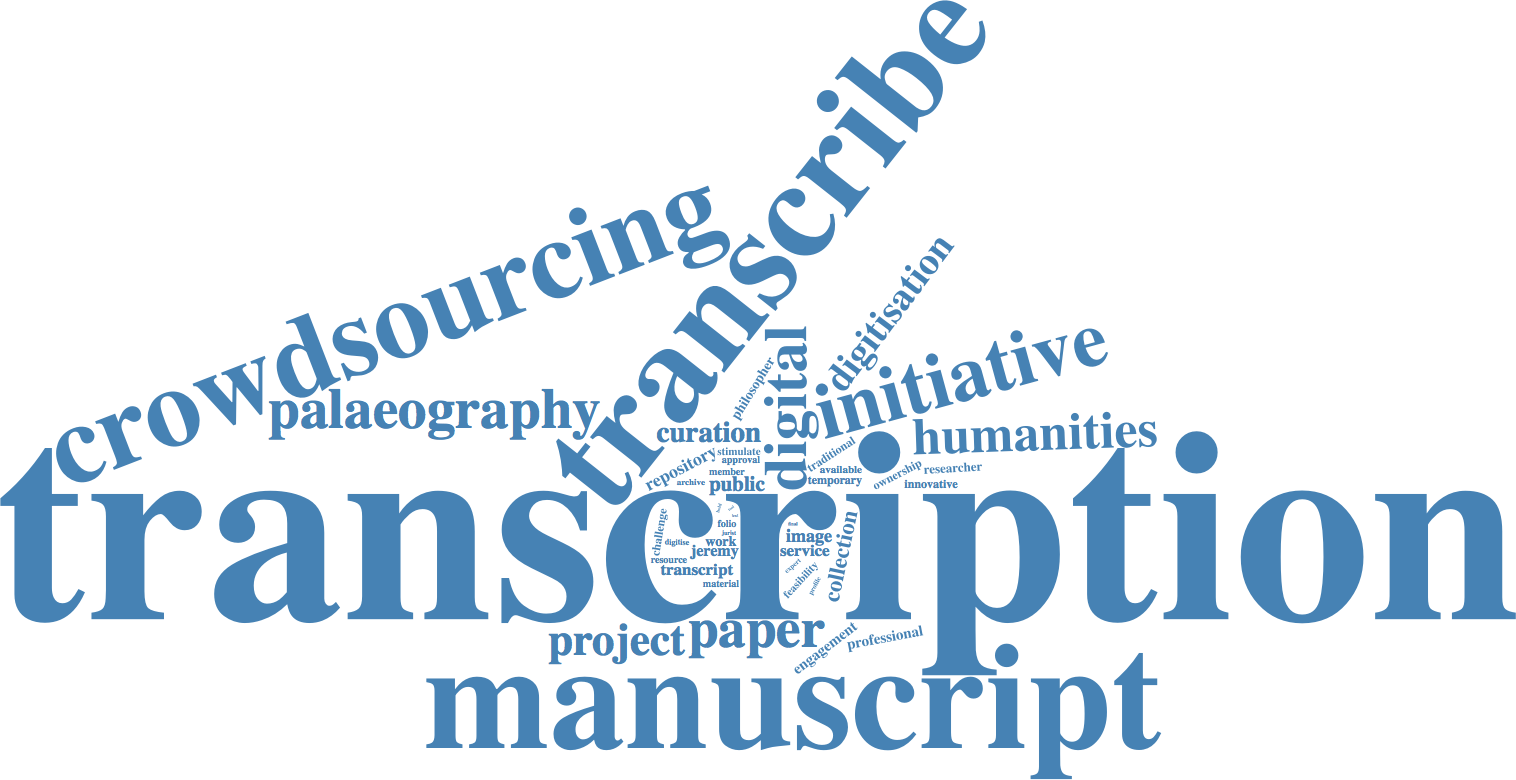 transcribe
crowdsourcing
digitisation
digital
initiative
philosopher
palaeography
humanities
curation
repository
stimulate
approval
traditional
member
available
ownership
researcher
archive
public
temporary
innovative
challenge
folio
jurist
image
collection
digitise
work
jeremy
service
resource
transcript
expert
feasibility
material
profile
transcription
project
paper
engagement
professional
manuscript